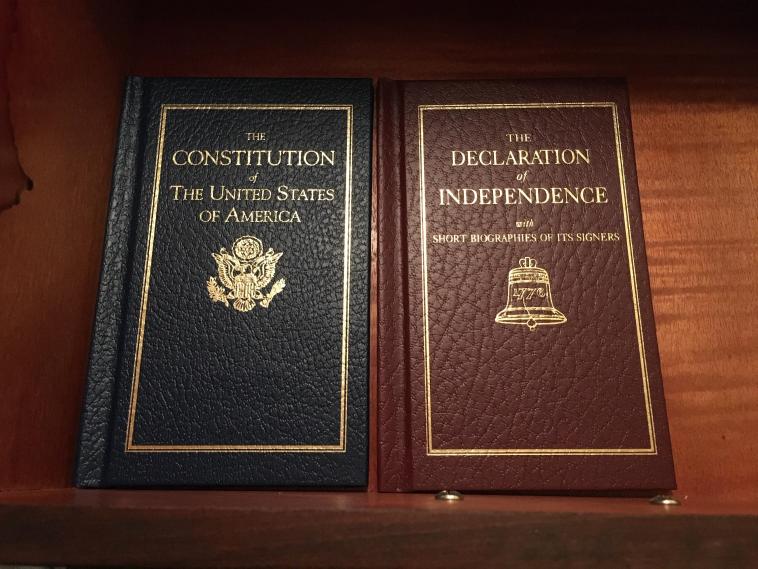 THE
CONSTITUTION
of
THE UNITED STATES
OF AMERICA
THE
DECLARATION
of
INDEPENDENCE
with
SHORT BIOGRAPHIES OF ITS SIGNERS
1776